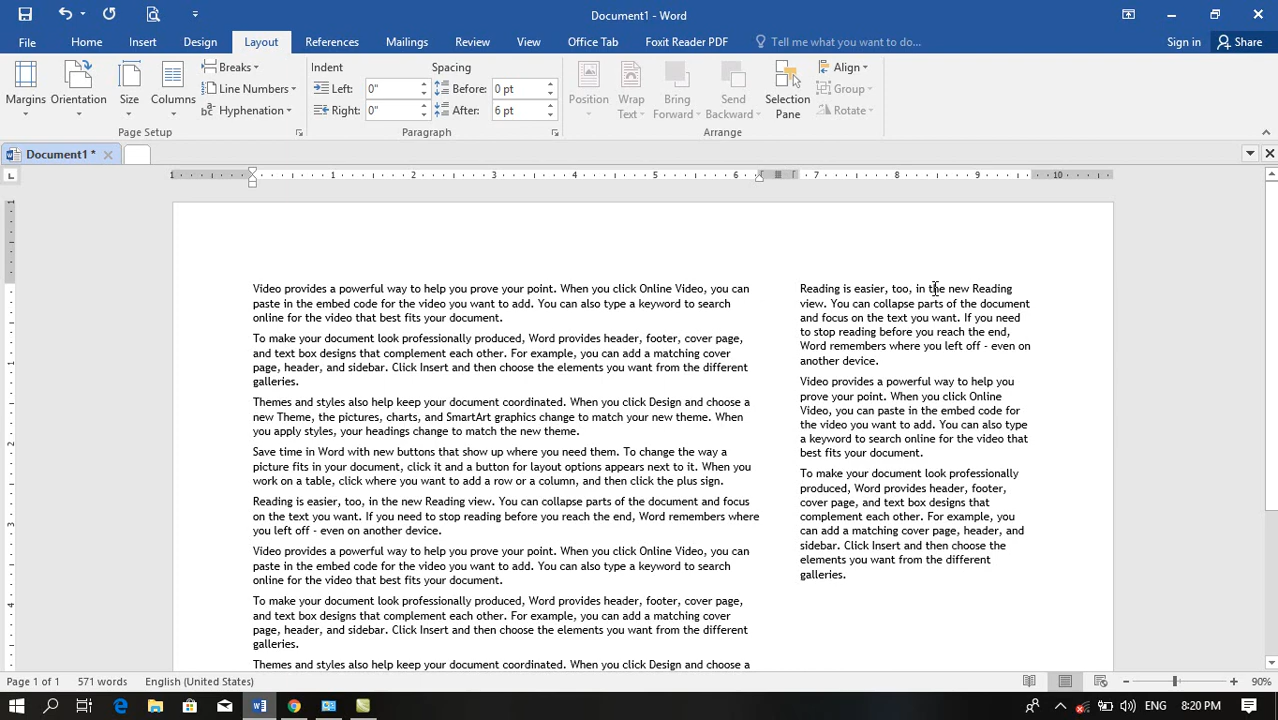 Document1 - Word
File
Home
Insert
Design
Layout
References
Mailings
Review
View
Office Tab
Foxit Reader PDF
Tell me what you want to do...
Sign in
Share
Margins
Orientation
Size
Columns
Breaks
Line Numbers
bc Hyphenation
Page Setup
Indent
Left: 0"
Right: 0"
Spacing
Before: 0 pt
After: 6 pt
Paragraph
Position
Wrap
Text
Bring
Forward
Send
Backward
Selection
Pane
Align
Group
Rotate
Arrange
Document1 *
1 1 2 3 4 5 6 7 8 9 10
1
1
2
3
4
Video provides a powerful way to help you prove your point. When you click Online Video, you can
paste in the embed code for the video you want to add. You can also type a keyword to search
online for the video that best fits your document.
To make your document look professionally produced, Word provides header, footer, cover page,
and text box designs that complement each other. For example, you can add a matching cover
page, header, and sidebar. Click Insert and then choose the elements you want from the different
galleries.
Themes and styles also help keep your document coordinated. When you click Design and choose a
new Theme, the pictures, charts, and SmartArt graphics change to match your new theme. When
you apply styles, your headings change to match the new theme.
Save time in Word with new buttons that show up where you need them. To change the way a
picture fits in your document, click it and a button for layout options appears next to it. When you
work on a table, click where you want to add a row or a column, and then click the plus sign.
Reading is easier, too, in the new Reading view. You can collapse parts of the document and focus
on the text you want. If you need to stop reading before you reach the end, Word remembers where
you left off - even on another device.
Video provides a powerful way to help you prove your point. When you click Online Video, you can
paste in the embed code for the video you want to add. You can also type a keyword to search
online for the video that best fits your document.
To make your document look professionally produced, Word provides header, footer, cover page,
and text box designs that complement each other. For example, you can add a matching cover
page, header, and sidebar. Click Insert and then choose the elements you want from the different
galleries.
Themes and styles also help keep your document coordinated. When you click Design and choose a
Reading is easier, too, in the new Reading
view. You can collapse parts of the document
and focus on the text you want. If you need
to stop reading before you reach the end,
Word remembers where you left off - even on
another device.
Video provides a powerful way to help you
prove your point. When you click Online
Video, you can paste in the embed code for
the video you want to add. You can also type
a keyword to search online for the video that
best fits your document.
To make your document look professionally
produced, Word provides header, footer,
cover page, and text box designs that
complement each other. For example, you
can add a matching cover page, header, and
sidebar. Click Insert and then choose the
elements you want from the different
galleries.
Page 1 of 1
571 words
English (United States)
90%
ENG
8:20 PM